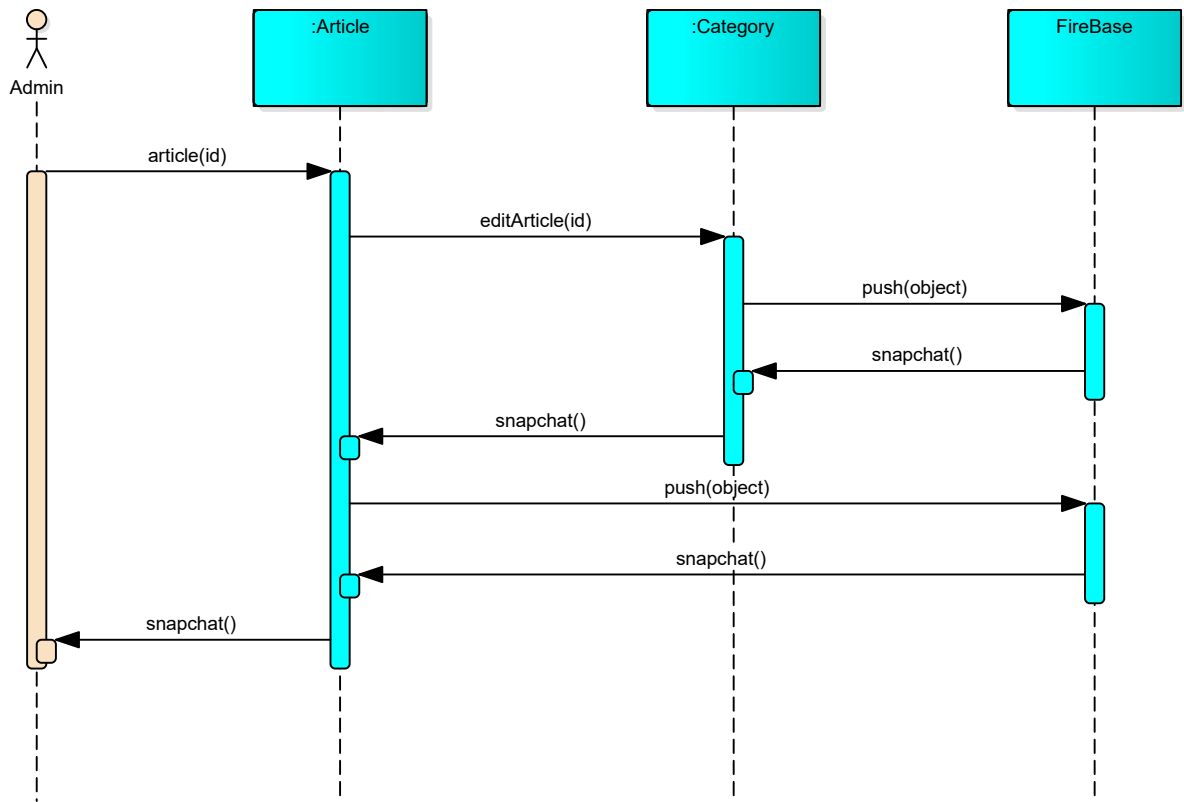 :Article
:Category
FireBase
Admin
article(id)
editArticle(id)
push(object)
snapchat()
snapchat()
push(object)
snapchat()
snapchat()